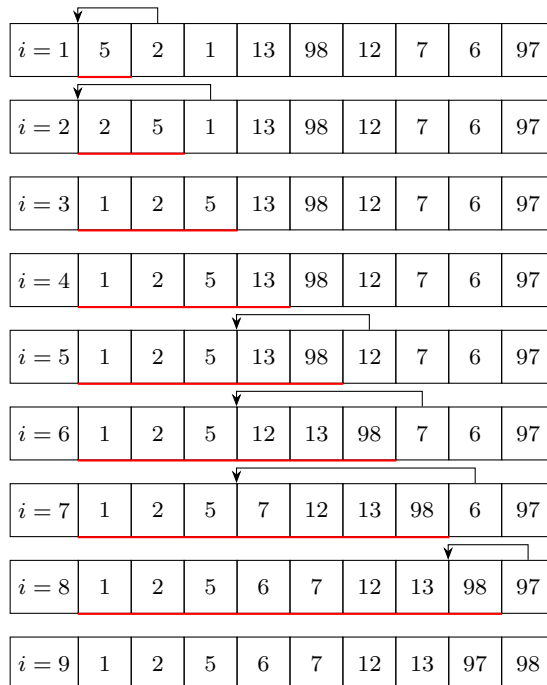 i = 1 5 2 1 13 98 12 7 6 97
i = 2 2 5 1 13 98 12 7 6 97
i = 3 1 2 5 13 98 12 7 6 97
i = 4 1 2 5 13 98 12 7 6 97
i = 5 1 2 5 13 98 12 7 6 97
i = 6 1 2 5 12 13 98 7 6 97
i = 7 1 2 5 7 12 13 98 6 97
i = 8 1 2 5 6 7 12 13 98 97
i = 9 1 2 5 6 7 12 13 97 98